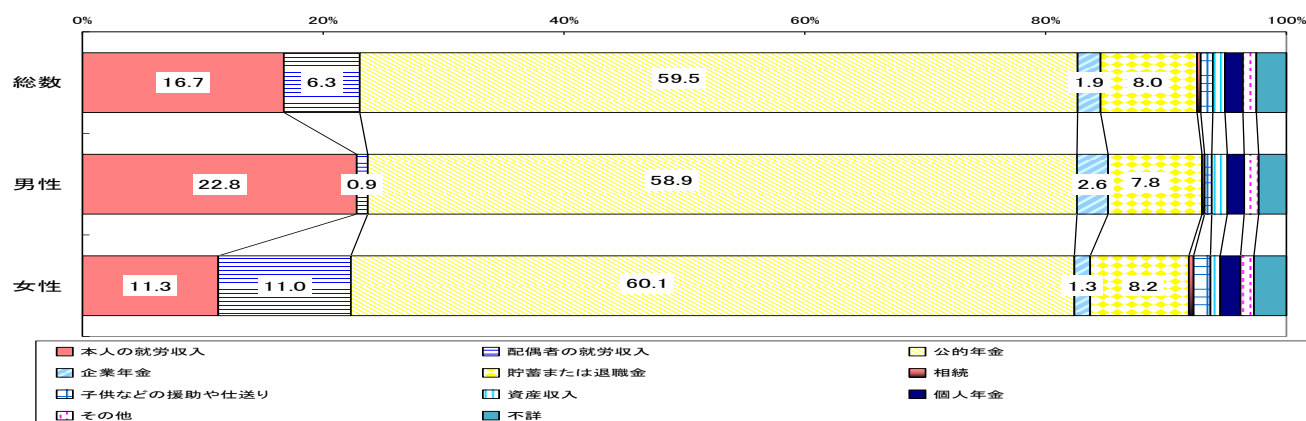 0% 20% 40% 60% 80% 100%
総数 16.7 6.3 59.5 1.9 8.0
男性 22.8 0.9 58.9 2.6 7.8
女性 11.3 11.0 60.1 1.3 8.2
本人の就労収入 配偶者の就労収入 公的年金
企業年金 貯蓄または退職金 相続
子供などの援助や仕送り 資産収入 個人年金
その他 不詳